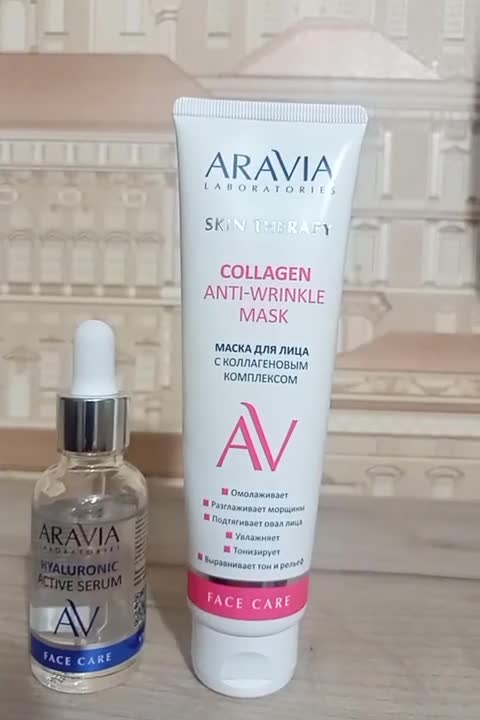 ARAVIA
LABORATORIES
SKIN THERAPY
COLLAGEN
ANTI-WRINKLE
MASK
МАСКА ДЛЯ ЛИЦА
С КОЛЛАГЕНОВЫМ
КОМПЛЕКСОМ
AV
Омолаживает
Разглаживает морщины
Подтягивает овал лица
Увлажняет
Тонизирует
Выравнивает тон и рельеф
FACE CARE
ARAVIA
LABORATORIES
HYALURONIC
ACTIVE SERUM
AV
FACE CARE